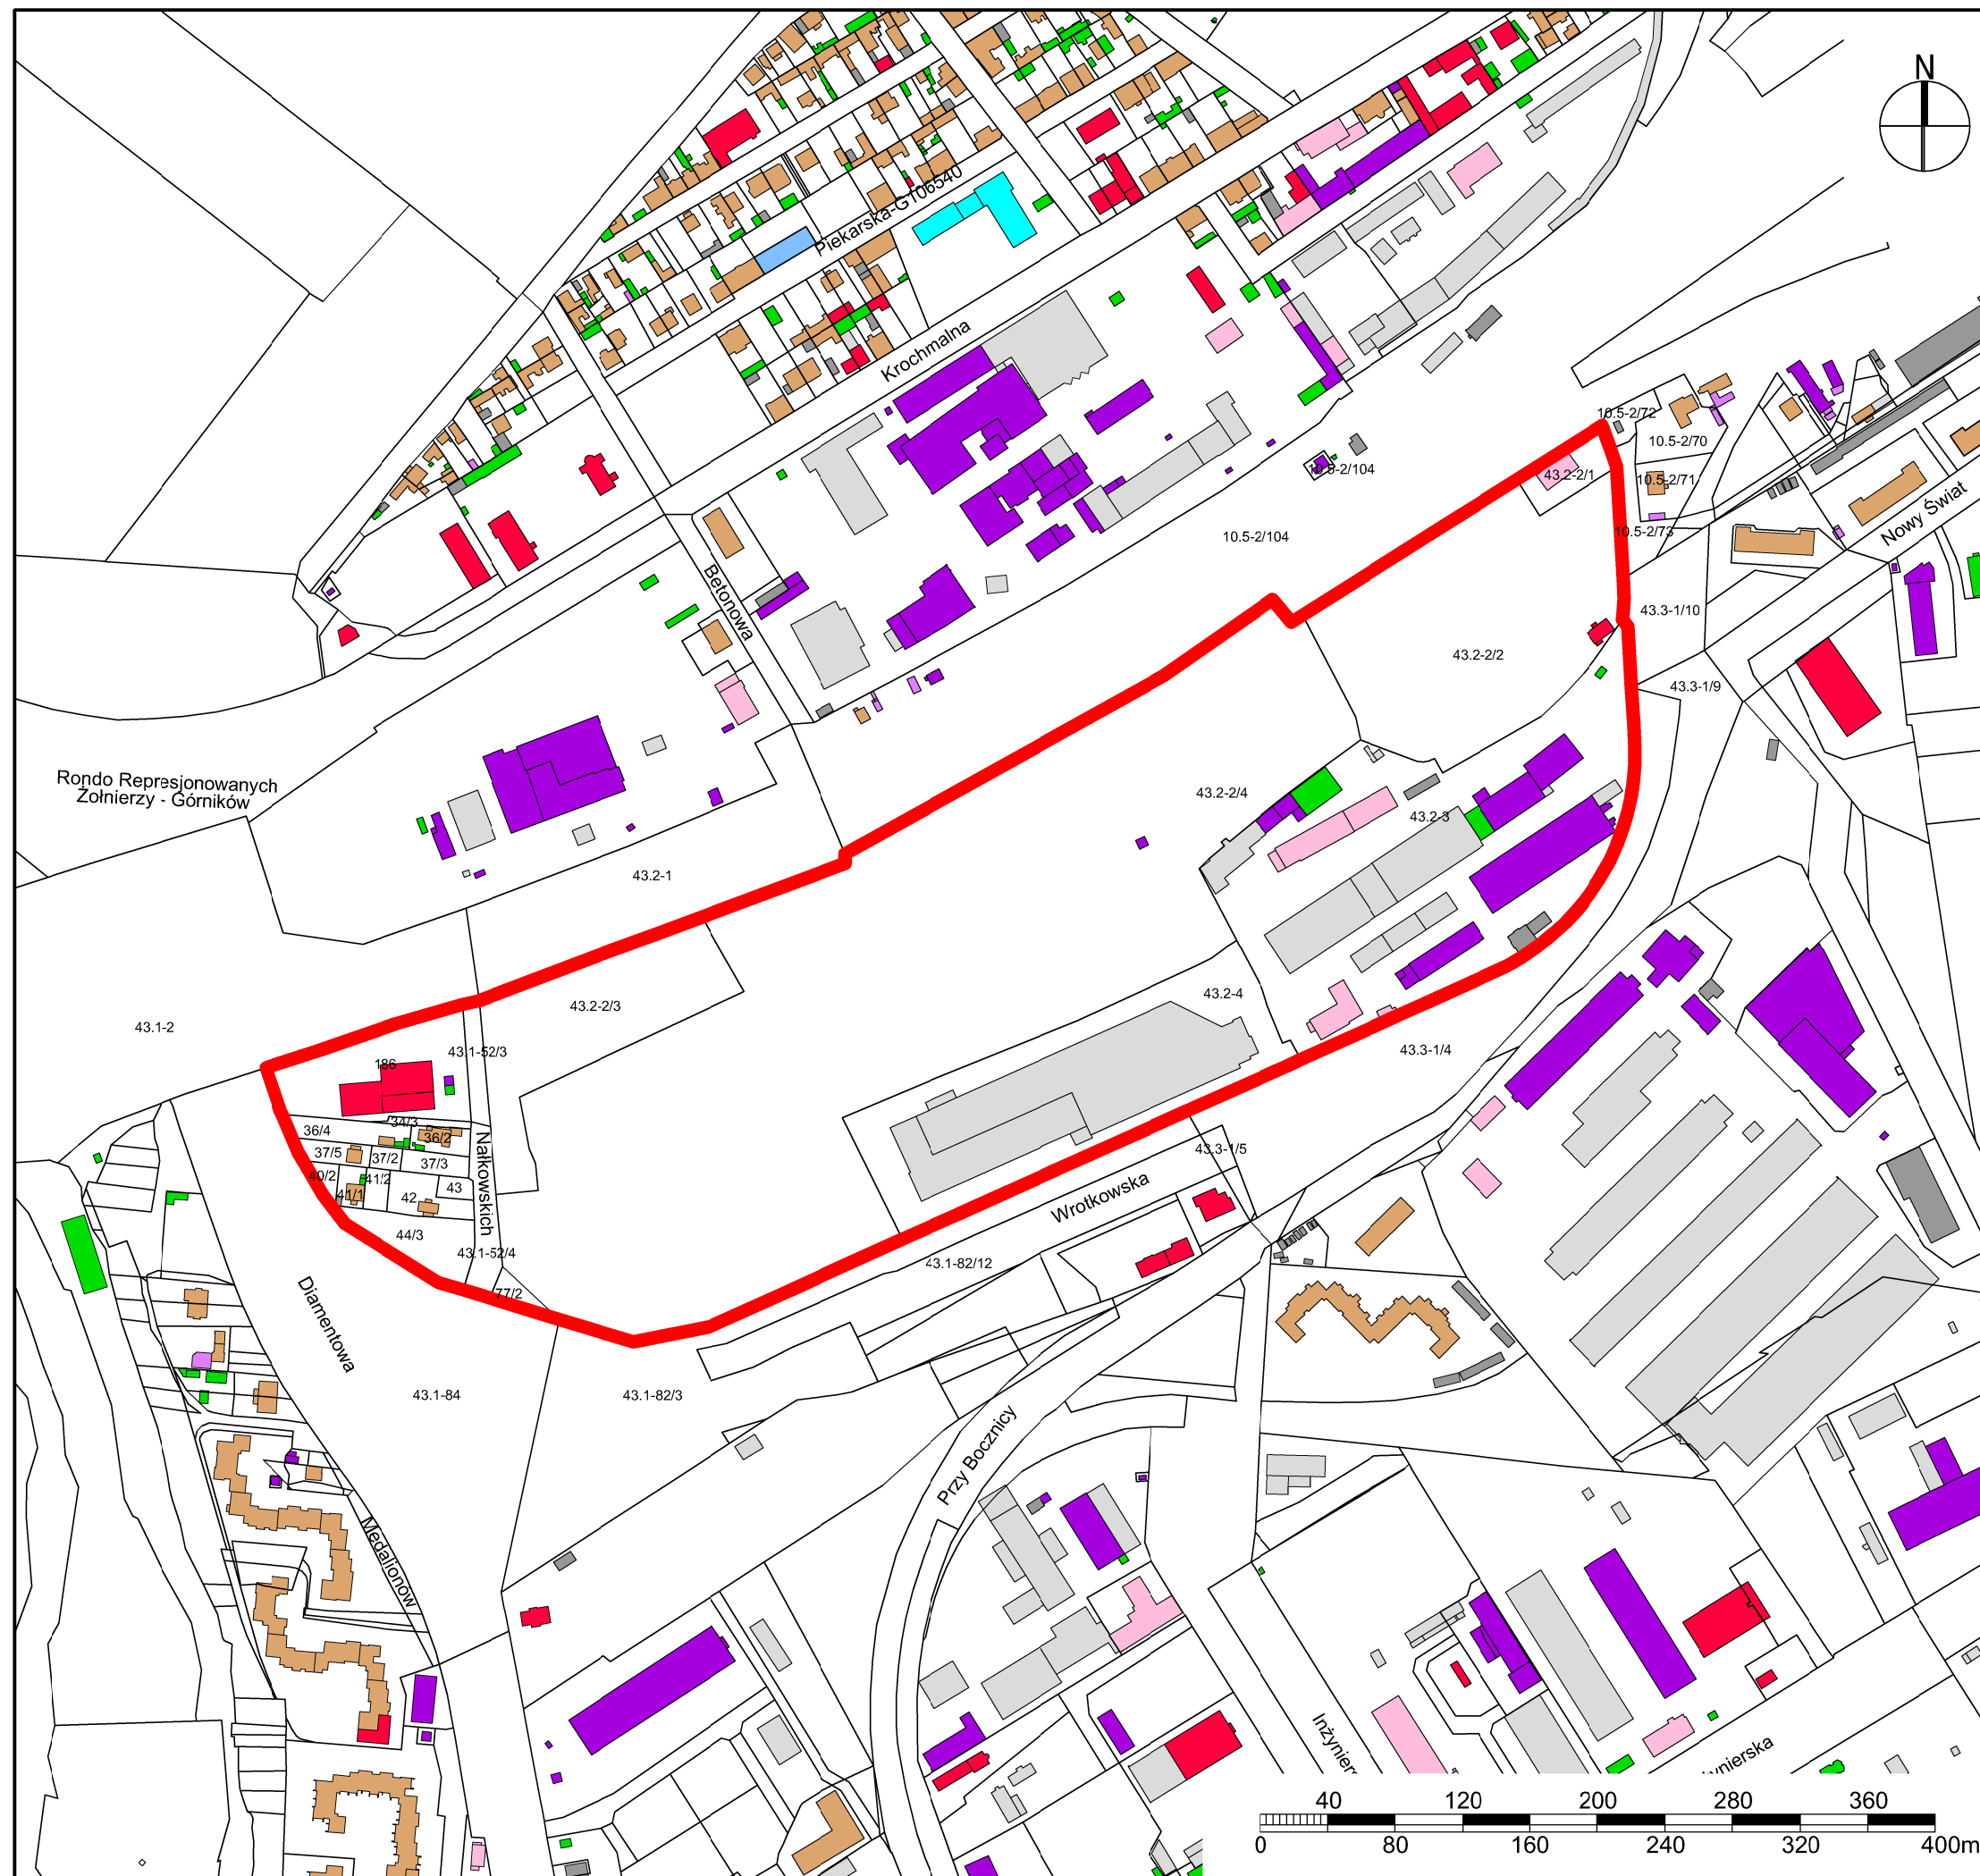 N
Piekarska-G106540
Krochmalna
10.5-2/72
10.5-2/70
10.5-2/104
43.2-2/1
10.5-2/71
Nowy Świat
10.5-2/104
10.5-2/73
Betonowa
43.3-1/10
43.2-2/2
43.3-1/9
Rondo Represjonowanych
Żołnierzy - Górników
43.2-2/4
43.2-3
43.2-1
43.2-4
43.2-2/3
43.1-2
43.1-52/3
43.3-1/4
186
34/3
36/4
36/2
37/5
37/2
37/3
Nałkowskich
43.3-1/5
40/2
41/2
41/1
42
43
Wrotkowska
44/3
43.1-52/4
43.1-82/12
77/2
Diamentowa
43.1-84
43.1-82/3
Przy Bocznicy
Medalionów
Inżynier
ynierska
40 120 200 280 360
0 80 160 240 320 400m